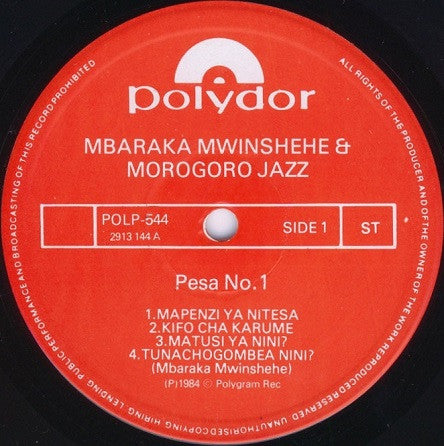 polydor
MBARAKA MWINSHEHE &
MOROGORO JAZZ
POLP-544
2913 144 A
SIDE 1
ST
Pesa No.1
1.MAPENZI YA NITESA
2.KIFO CHA KARUME
3.MATUSI YA NINI?
4.TUNACHOGOMBEA NINI?
(Mbaraka Mwinshehe)
(P)1984 © Polygram Rec
ALL RIGHTS OF THE PRODUCER AND OF THE OWNER OF THE WORK REPRODUCED RESERVED UNAUTHORISED COPYING HIRING LENDING PUBLIC PERFORMANCE AND BROADCASTING OF THIS RECORD PROHIBITED